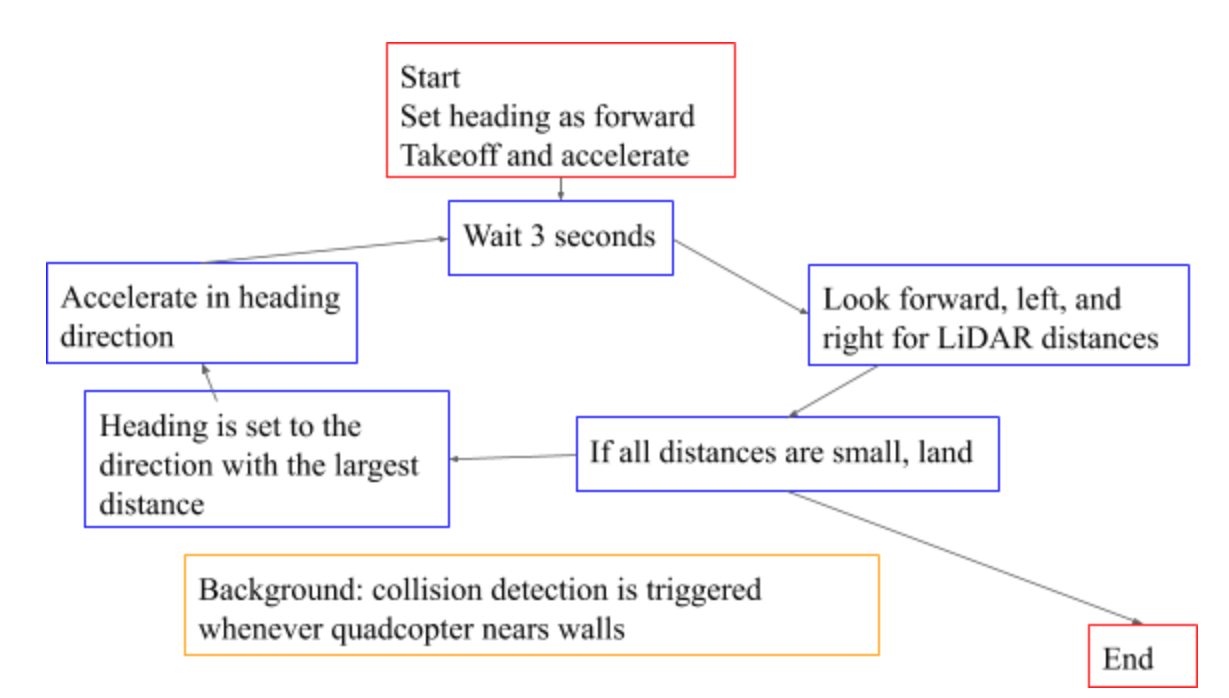 Start
Set heading as forward
Takeoff and accelerate
Wait 3 seconds
Look forward, left, and
right for LiDAR distances
If all distances are small, land
Heading is set to the
direction with the largest
distance
Accelerate in heading
direction
Background: collision detection is triggered
whenever quadcopter nears walls
End